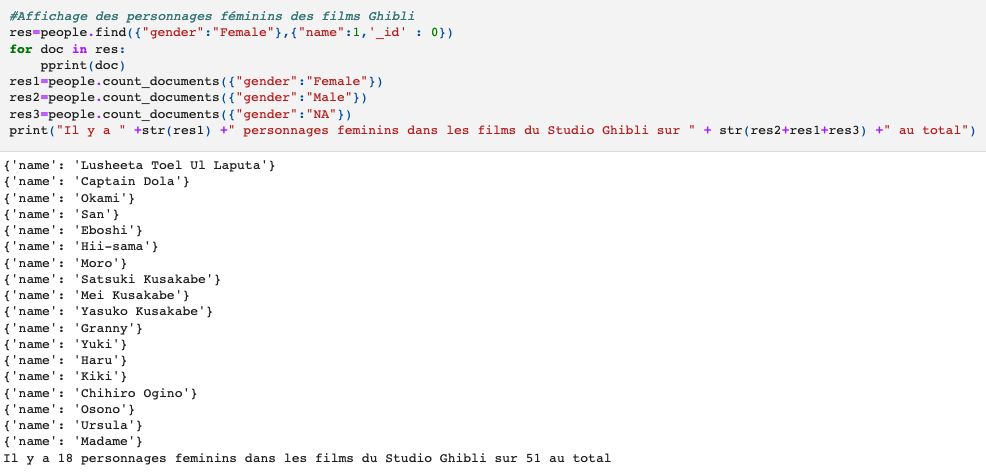 #Affichage des personnages féminins des films Ghibli
res=people.find({"gender":"Female"},{"name":1,'_id' : 0})
for doc in res:
    pprint(doc)
res1=people.count_documents({"gender":"Female"})
res2=people.count_documents({"gender":"Male"})
res3=people.count_documents({"gender":"NA"})
print("Il y a " +str(res1) +" personnages feminins dans les films du Studio Ghibli sur " + str(res2+res1+res3) +" au total")
{'name': 'Lusheeta Toel Ul Laputa'}
{'name': 'Captain Dola'}
{'name': 'Okami'}
{'name': 'San'}
{'name': 'Eboshi'}
{'name': 'Hii-sama'}
{'name': 'Moro'}
{'name': 'Satsuki Kusakabe'}
{'name': 'Mei Kusakabe'}
{'name': 'Yasuko Kusakabe'}
{'name': 'Granny'}
{'name': 'Yuki'}
{'name': 'Haru'}
{'name': 'Kiki'}
{'name': 'Chihiro Ogino'}
{'name': 'Osono'}
{'name': 'Ursula'}
{'name': 'Madame'}
Il y a 18 personnages feminins dans les films du Studio Ghibli sur 51 au total